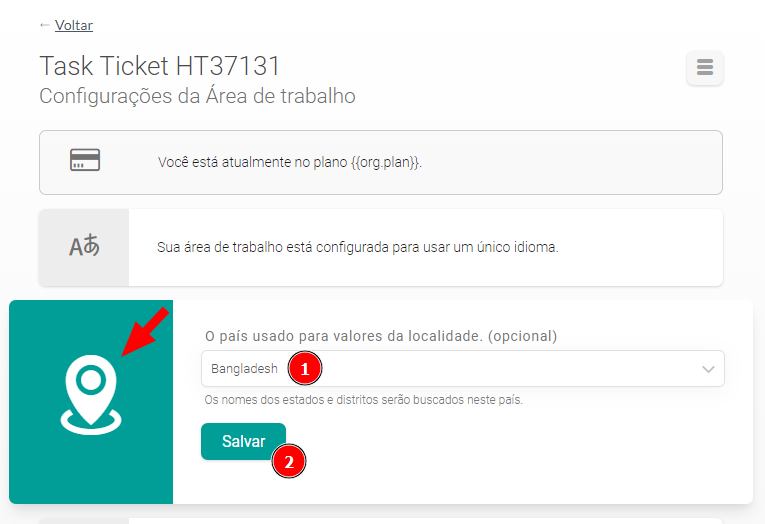 ← Voltar
Task Ticket HT37131
Configurações da Área de trabalho
Você está atualmente no plano {{org.plan}}.
Aあ
Sua área de trabalho está configurada para usar um único idioma.
O país usado para valores da localidade. (opcional)
Bangladesh 1
Os nomes dos estados e distritos serão buscados neste país.
Salvar
2